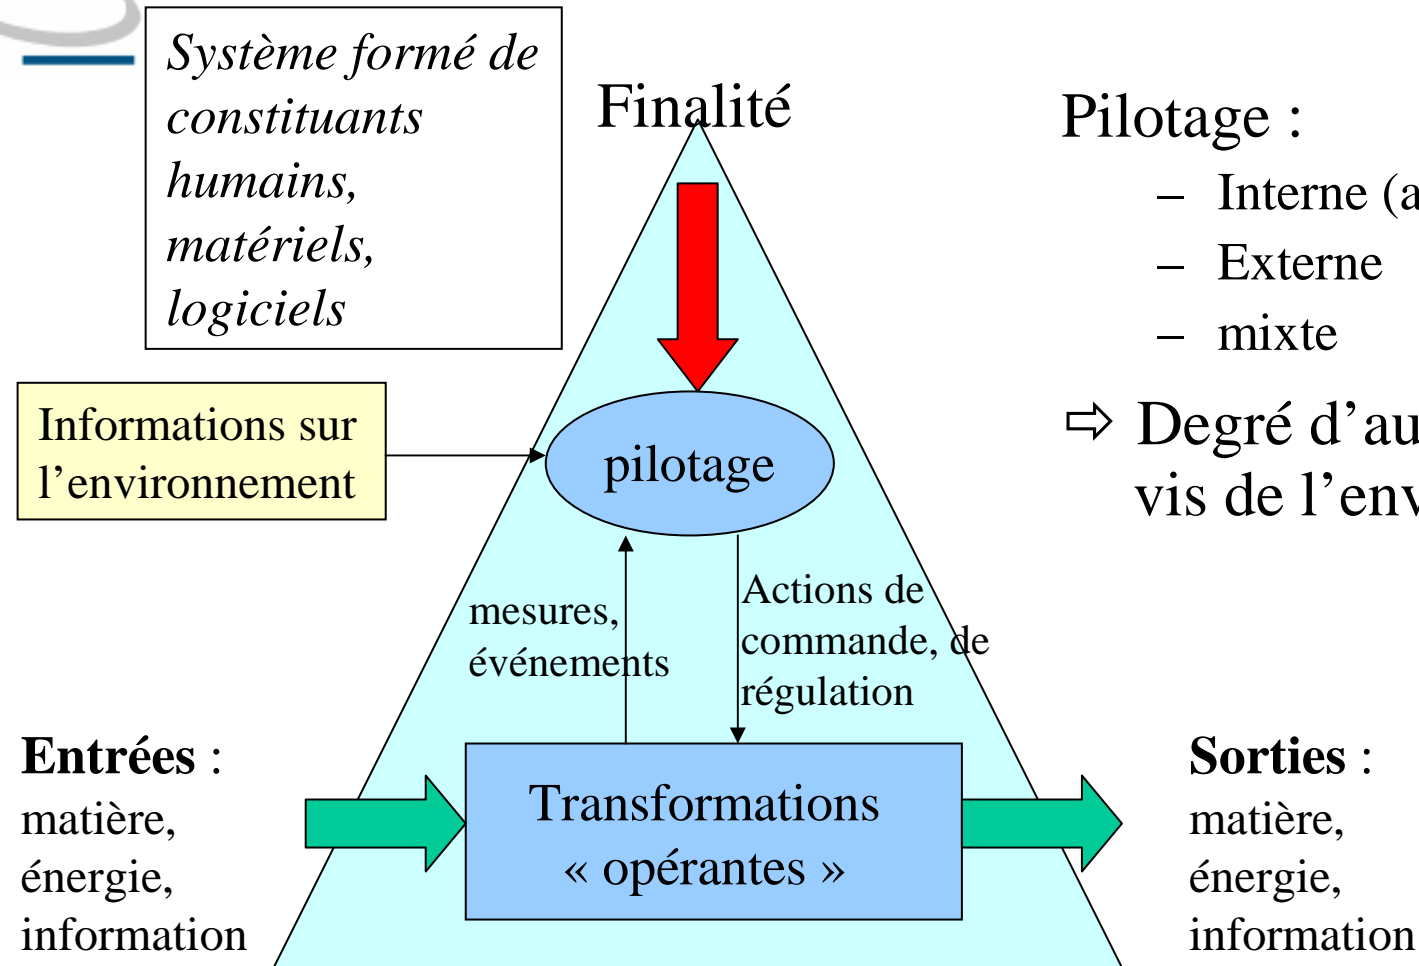 Système formé de
constituants
humains,
matériels,
logiciels
Finalité
Pilotage :
– Interne (a
– Externe
– mixte
⇨ Degré d’au
vis de l’env
Informations sur
l’environnement
pilotage
mesures,
événements
Actions de
commande, de
régulation
Entrées :
matière,
énergie,
information
Transformations
« opérantes »
Sorties :
matière,
énergie,
information